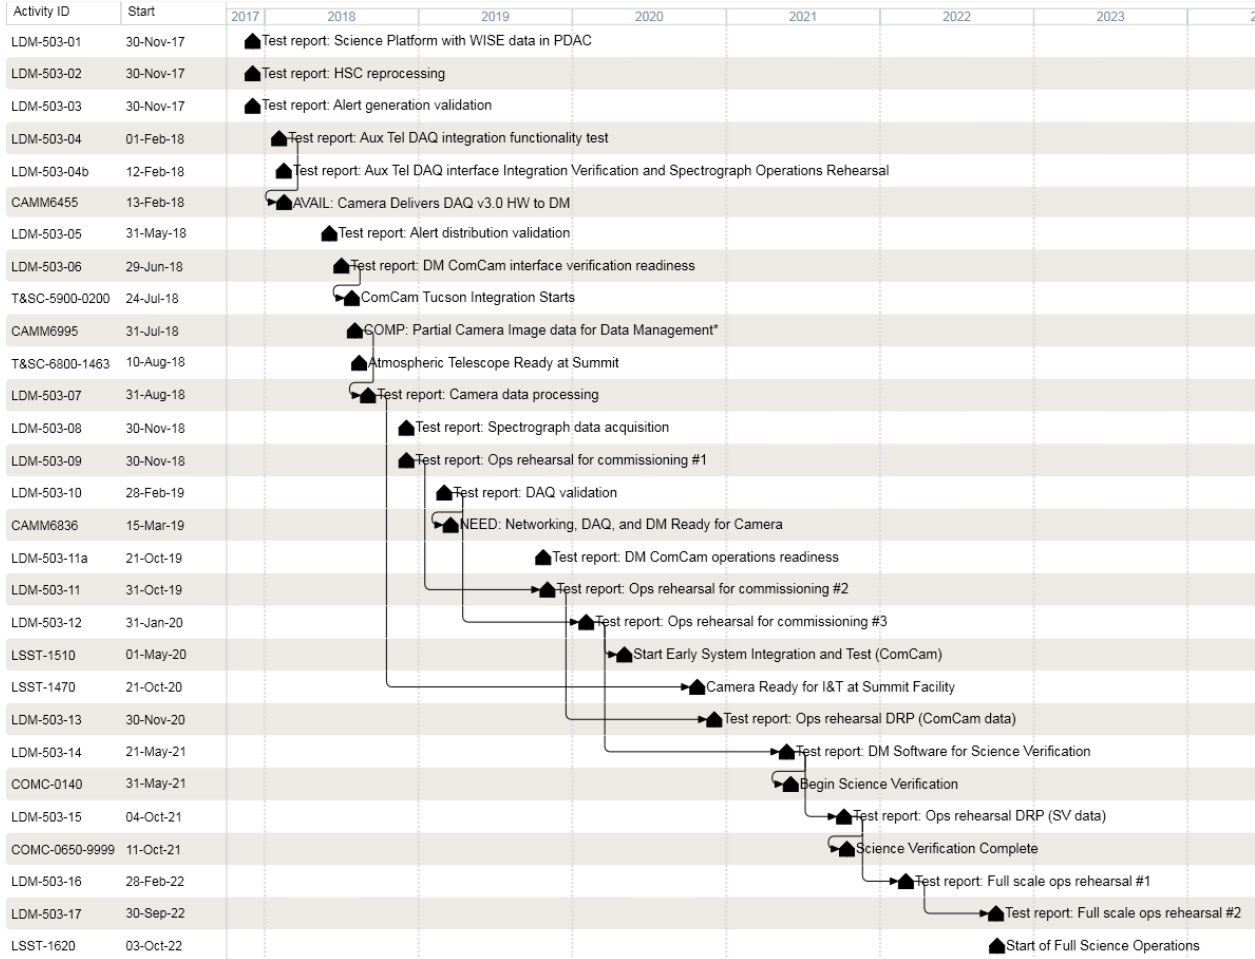 Activity ID Start 2017 2018 2019 2020 2021 2022 2023 2
LDM-503-01 30-Nov-17 Test report: Science Platform with WISE data in PDAC
LDM-503-02 30-Nov-17 Test report: HSC reprocessing
LDM-503-03 30-Nov-17 Test report: Alert generation validation
LDM-503-04 01-Feb-18 Test report: Aux Tel DAQ integration functionality test
LDM-503-04b 12-Feb-18 Test report: Aux Tel DAQ interface Integration Verification and Spectrograph Operations Rehearsal
CAMM6455 13-Feb-18 AVAIL: Camera Delivers DAQ v3.0 HW to DM
LDM-503-05 31-May-18 Test report: Alert distribution validation
LDM-503-06 29-Jun-18 Test report: DM ComCam interface verification readiness
T&SC-5900-0200 24-Jul-18 ComCam Tucson Integration Starts
CAMM6995 31-Jul-18 COMP: Partial Camera Image data for Data Management*
T&SC-6800-1463 10-Aug-18 Atmospheric Telescope Ready at Summit
LDM-503-07 31-Aug-18 Test report: Camera data processing
LDM-503-08 30-Nov-18 Test report: Spectrograph data acquisition
LDM-503-09 30-Nov-18 Test report: Ops rehearsal for commissioning #1
LDM-503-10 28-Feb-19 Test report: DAQ validation
CAMM6836 15-Mar-19 NEED: Networking, DAQ, and DM Ready for Camera
LDM-503-11a 21-Oct-19 Test report: DM ComCam operations readiness
LDM-503-11 31-Oct-19 Test report: Ops rehearsal for commissioning #2
LDM-503-12 31-Jan-20 Test report: Ops rehearsal for commissioning #3
LSST-1510 01-May-20 Start Early System Integration and Test (ComCam)
LSST-1470 21-Oct-20 Camera Ready for I&T at Summit Facility
LDM-503-13 30-Nov-20 Test report: Ops rehearsal DRP (ComCam data)
LDM-503-14 21-May-21 Test report: DM Software for Science Verification
COMC-0140 31-May-21 Begin Science Verification
LDM-503-15 04-Oct-21 Test report: Ops rehearsal DRP (SV data)
COMC-0650-9999 11-Oct-21 Science Verification Complete
LDM-503-16 28-Feb-22 Test report: Full scale ops rehearsal #1
LDM-503-17 30-Sep-22 Test report: Full scale ops rehearsal #2
LSST-1620 03-Oct-22 Start of Full Science Operations